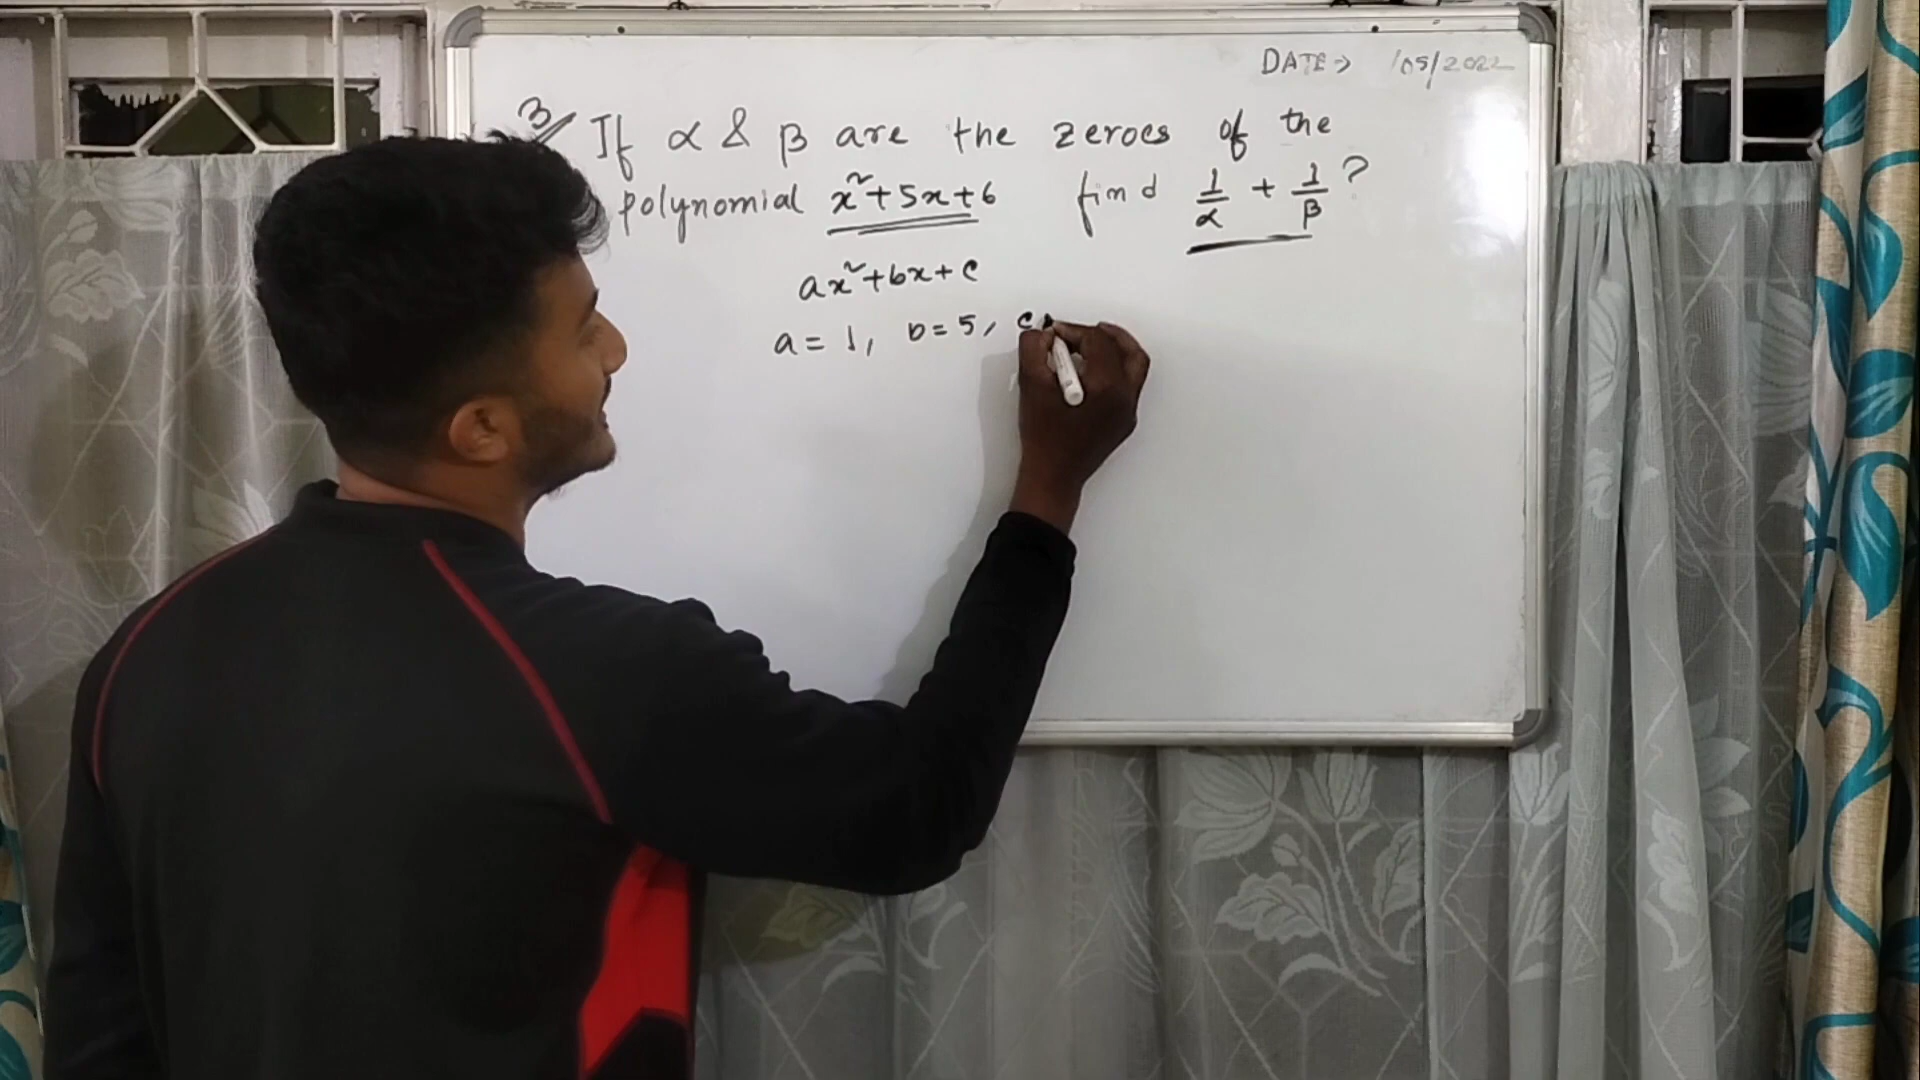 DATE → /05/2022
3 If α & β are the zeroes of the
polynomial x²+5x+6 find 1/α + 1/β ?
ax²+bx+c
a = 1, b = 5, c